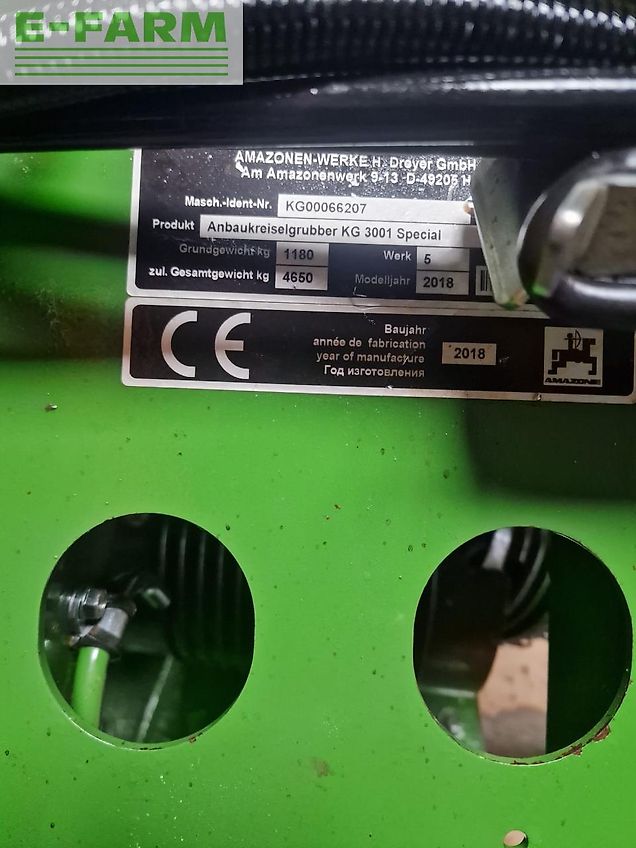 E-FARM
AMAZONEN-WERKE H. Dreyer GmbH
Am Amazonenwerk 9-13 D-49205 H
Masch.-Ident-Nr. KG00066207
Produkt Anbaukreiselgrubber KG 3001 Special
Grundgewicht kg 1180 Werk 5
zul. Gesamtgewicht kg 4650 Modelljahr 2018
CE
Baujahr
année de fabrication
year of manufacture 2018
Год изготовления
AMAZONE